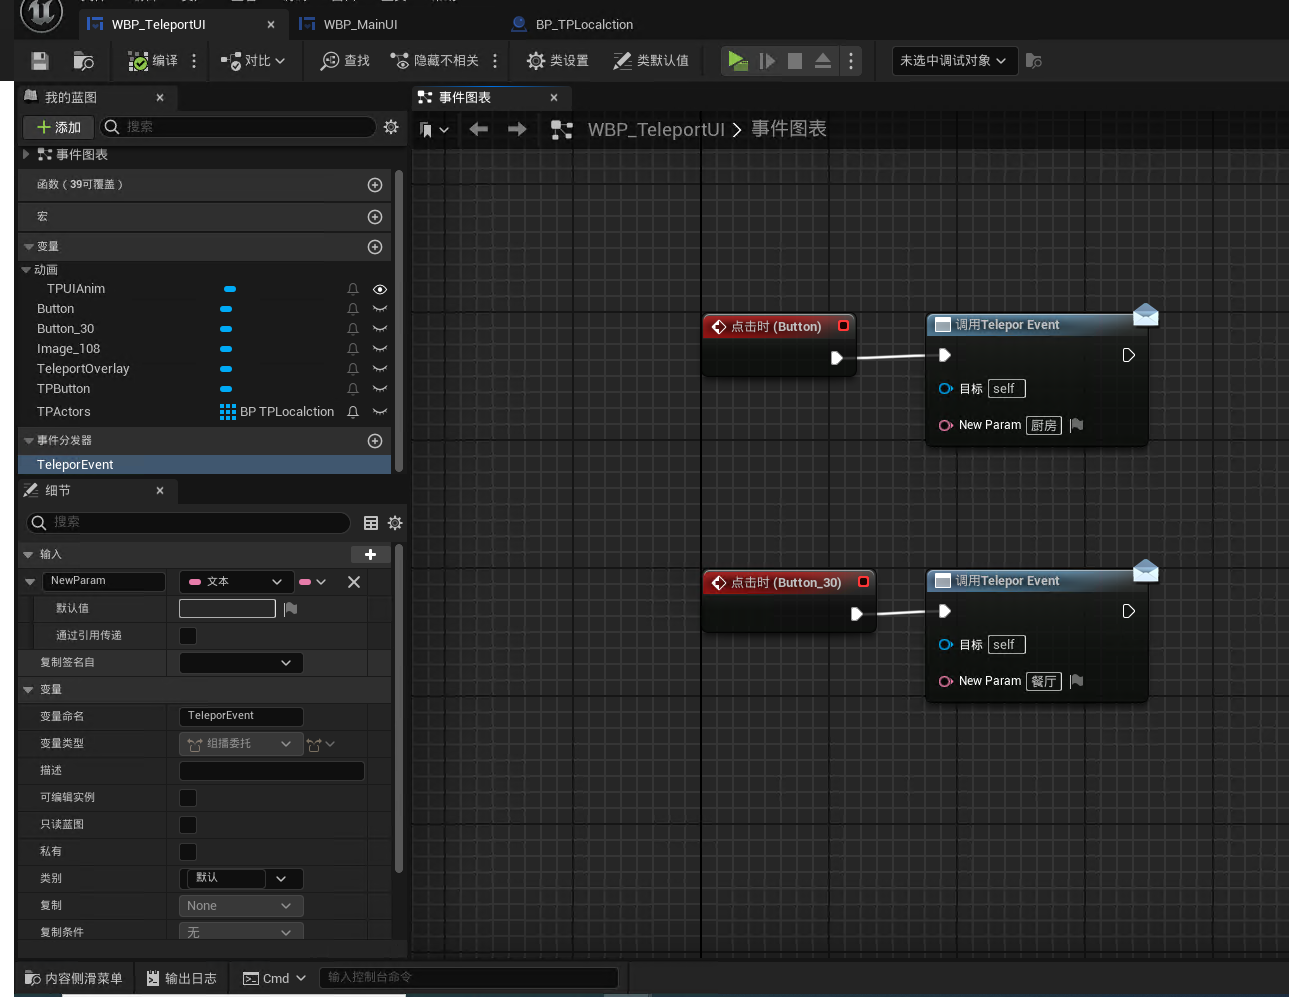 WBP_TeleportUI
WBP_MainUI
BP_TPLocalction
编译
对比
查找
隐藏不相关
类设置
类默认值
未选中调试对象
我的蓝图
添加
搜索
事件图表
函数（39可覆盖）
宏
变量
动画
TPUIAnim
Button
Button_30
Image_108
TeleportOverlay
TPButton
TPActors BP TPLocalction
事件分发器
TeleporEvent
细节
搜索
输入
NewParam 文本
默认值
通过引用传递
复制签名自
变量
变量命名 TeleporEvent
变量类型 组播委托
描述
可编辑实例
只读蓝图
私有
类别 默认
复制 None
复制条件 无
事件图表
WBP_TeleportUI > 事件图表
点击时 (Button)
调用Telepor Event
目标 self
New Param 厨房
点击时 (Button_30)
调用Telepor Event
目标 self
New Param 餐厅
内容侧滑菜单
输出日志
Cmd
输入控制台命令